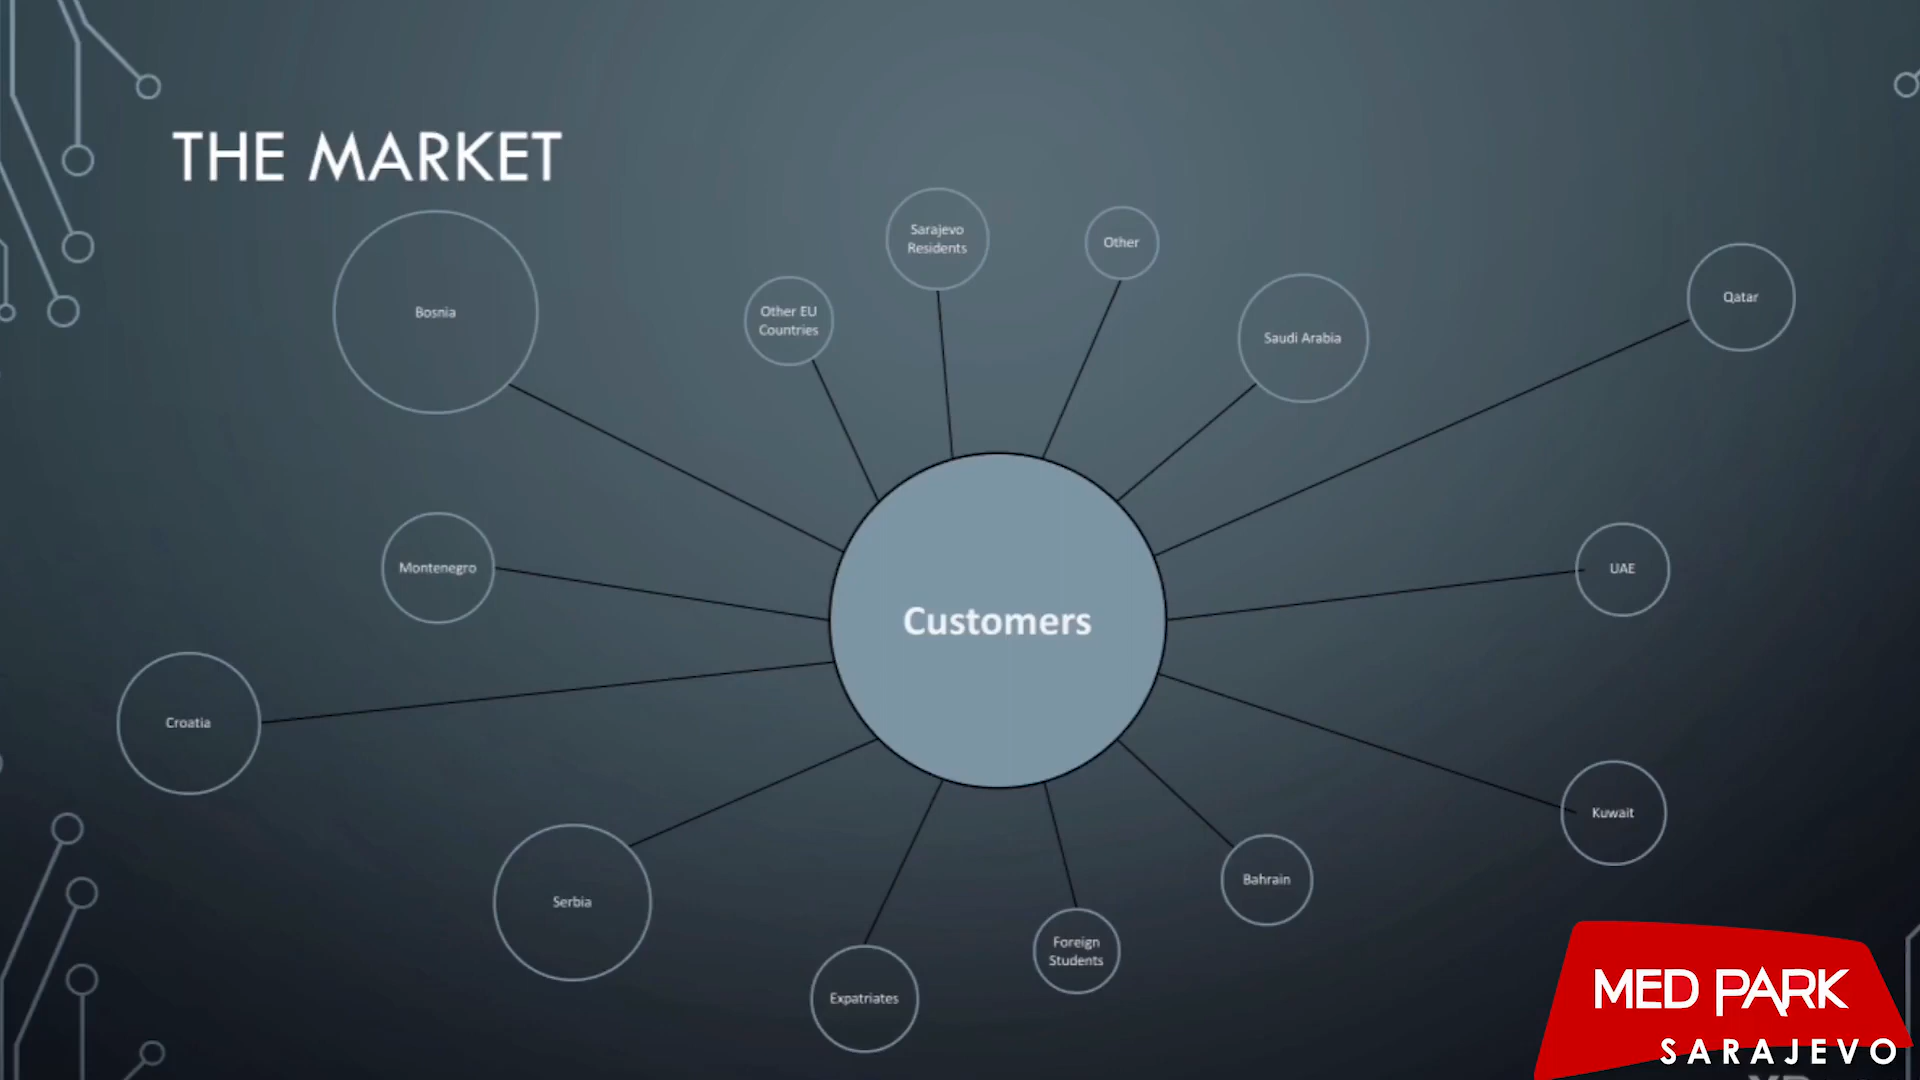 THE MARKET
Sarajevo
Residents
Other
Qatar
Bosnia
Other EU
Countries
Saudi Arabia
Montenegro
UAE
Customers
Croatia
Kuwait
Serbia
Bahrain
Foreign
Students
Expatriates
MED PARK
SARAJEVO